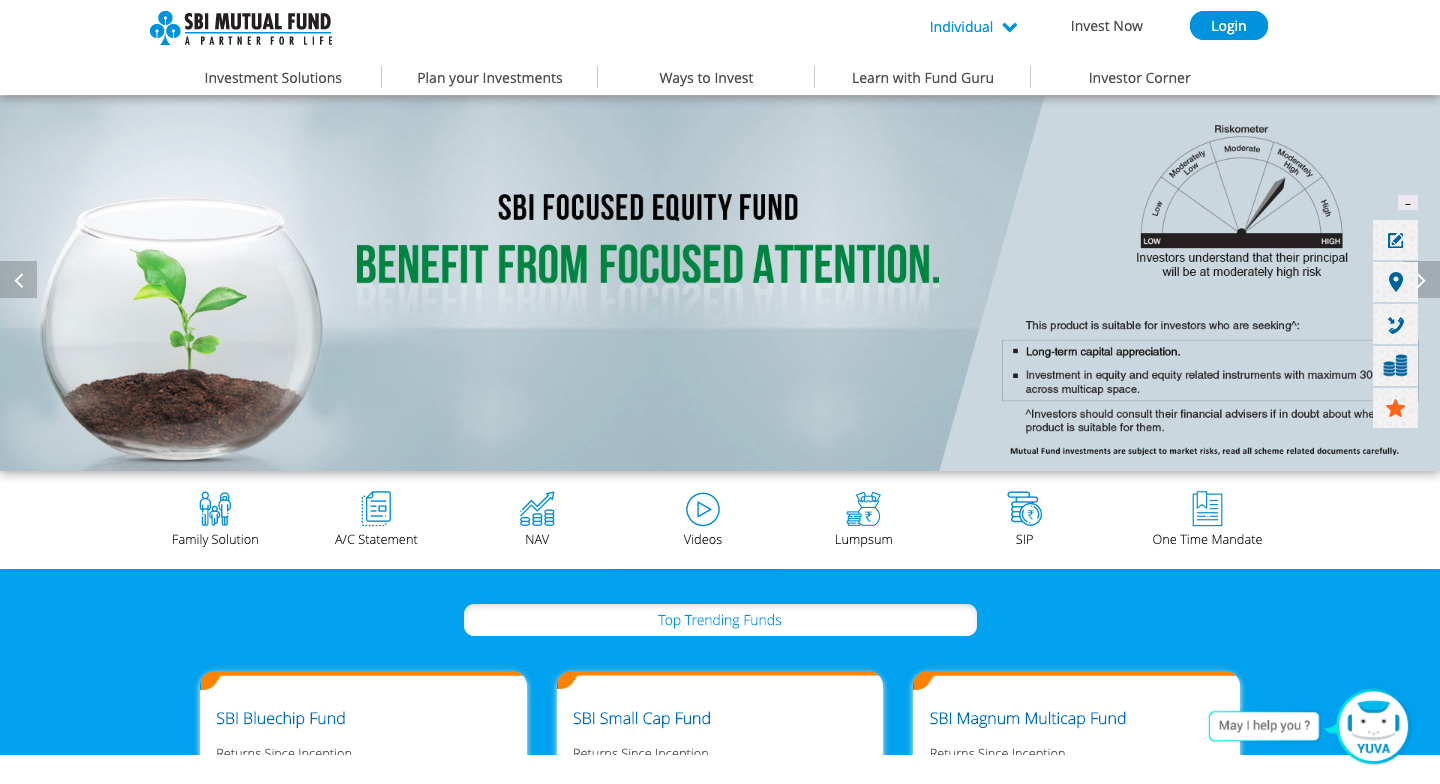 SBI MUTUAL FUND
A PARTNER FOR LIFE
Individual
Invest Now
Login
Investment Solutions
Plan your Investments
Ways to Invest
Learn with Fund Guru
Investor Corner
SBI FOCUSED EQUITY FUND
BENEFIT FROM FOCUSED ATTENTION.
Riskometer
Low
Moderately Low
Moderate
Moderately High
High
LOW
HIGH
Investors understand that their principal
will be at moderately high risk
This product is suitable for investors who are seeking^:
Long-term capital appreciation.
Investment in equity and equity related instruments with maximum 30
across multicap space.
^Investors should consult their financial advisers if in doubt about whe
product is suitable for them.
Mutual Fund investments are subject to market risks, read all scheme related documents carefully.
Family Solution
A/C Statement
NAV
Videos
Lumpsum
SIP
One Time Mandate
Top Trending Funds
SBI Bluechip Fund
SBI Small Cap Fund
SBI Magnum Multicap Fund
Returns Since Inception
Returns Since Inception
Returns Since Inception
May I help you ?
YUVA